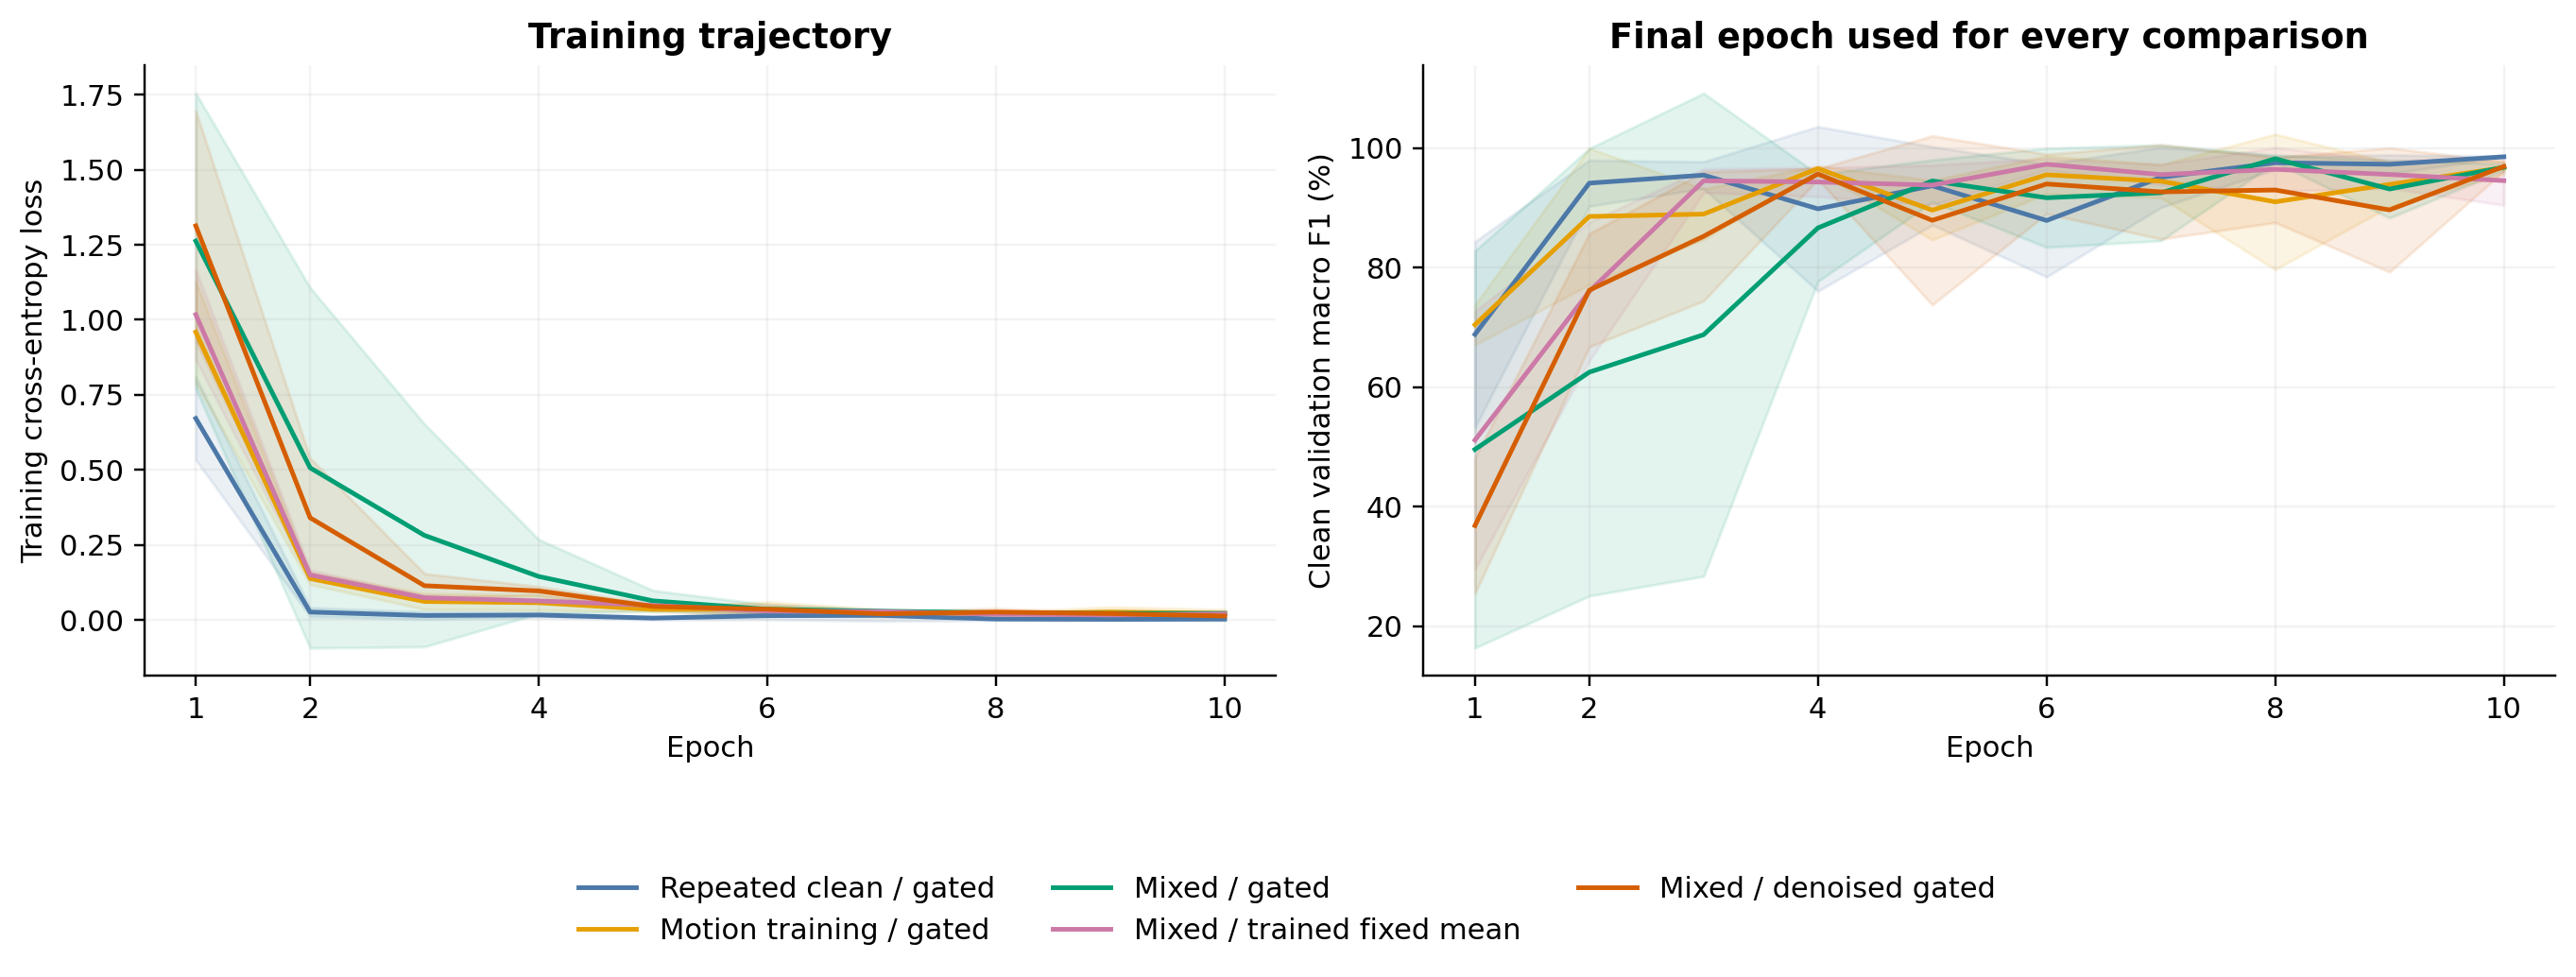 Training trajectory
Training cross-entropy loss
1.75
1.50
1.25
1.00
0.75
0.50
0.25
0.00
1 2 4 6 8 10
Epoch
Final epoch used for every comparison
Clean validation macro F1 (%)
100
80
60
40
20
1 2 4 6 8 10
Epoch
Repeated clean / gated
Motion training / gated
Mixed / gated
Mixed / trained fixed mean
Mixed / denoised gated